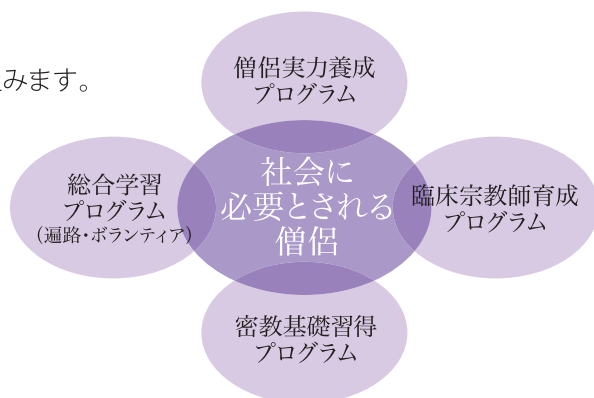 みます。
僧侶実力養成
プログラム
総合学習
プログラム
（遍路・ボランティア）
社会に
必要とされる
僧侶
臨床宗教師育成
プログラム
密教基礎習得
プログラム